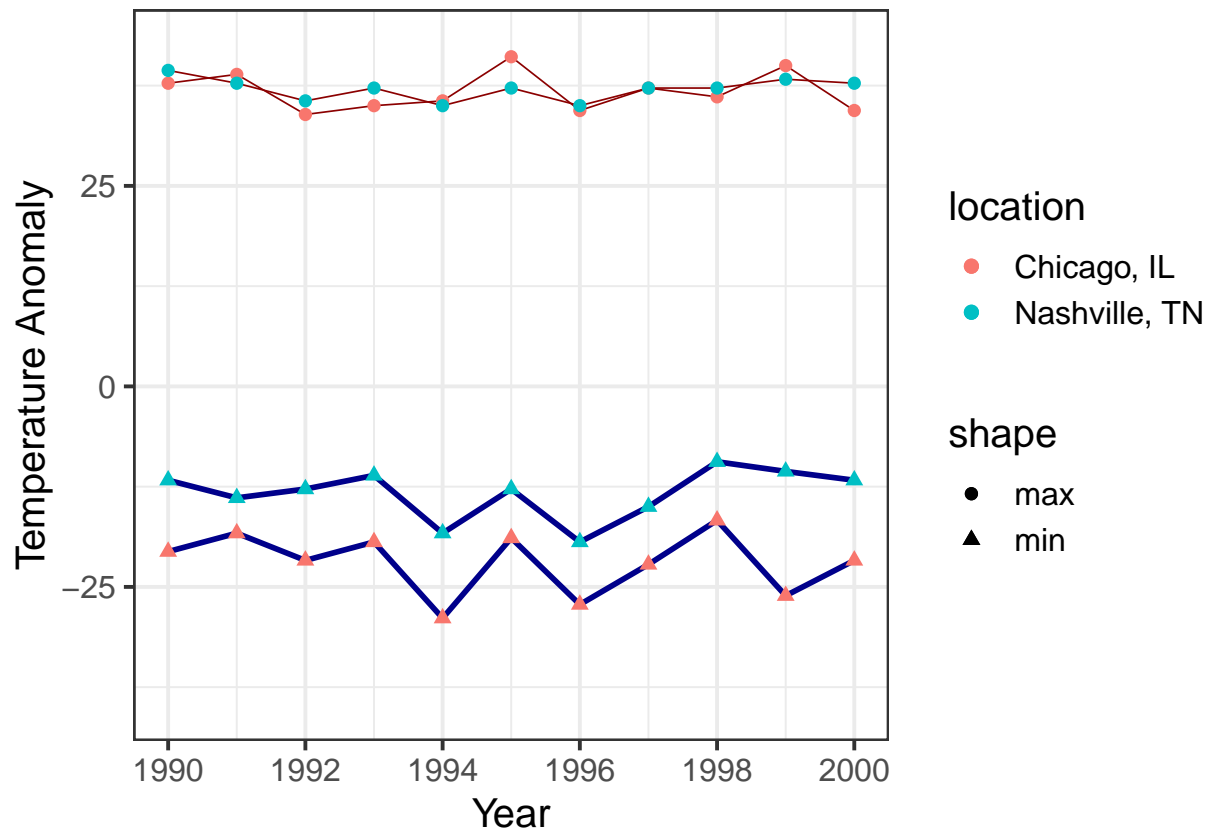 Temperature Anomaly
25
0
−25
1990 1992 1994 1996 1998 2000
Year
location
Chicago, IL
Nashville, TN
shape
max
min